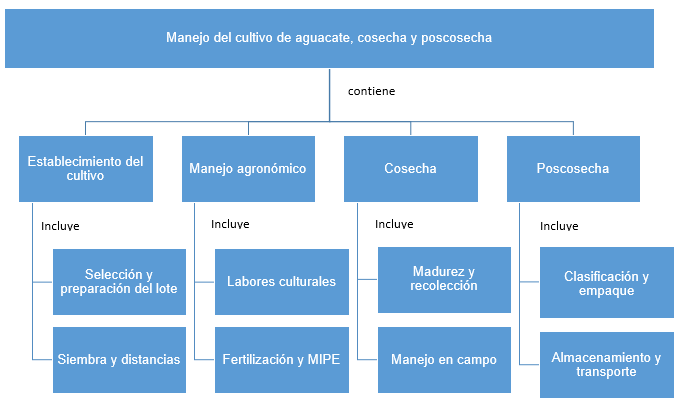 Manejo del cultivo de aguacate, cosecha y poscosecha
contiene
Establecimiento del
cultivo
Manejo agronómico
Cosecha
Poscosecha
Incluye
Incluye
Incluye
Incluye
Selección y
preparación del lote
Labores culturales
Madurez y
recolección
Clasificación y
empaque
Siembra y distancias
Fertilización y MIPE
Manejo en campo
Almacenamiento y
transporte